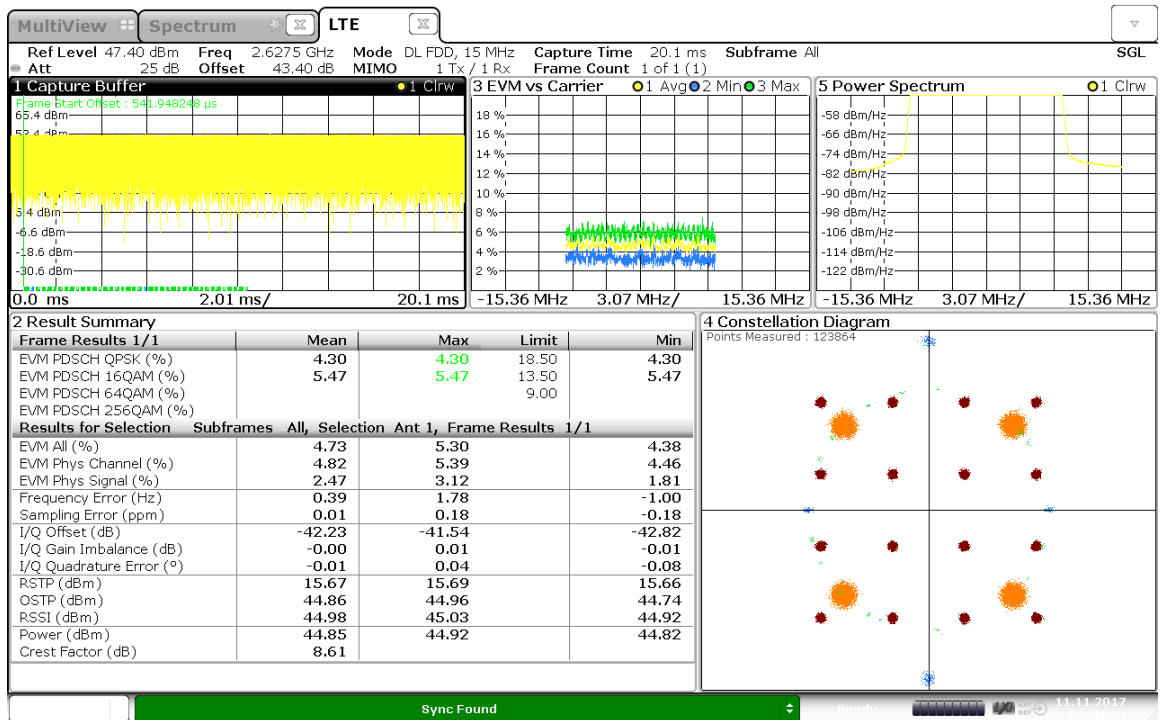 MultiView Spectrum LTE
Ref Level 47.40 dBm Freq 2.6275 GHz Mode DL FDD, 15 MHz Capture Time 20.1 ms Subframe All SGL
Att 25 dB Offset 43.40 dB MIMO 1 Tx / 1 Rx Frame Count 1 of 1 (1)
1 Capture Buffer 1 Clrw
Frame Start Offset : 541.948248 µs
65.4 dBm
53.4 dBm
5.4 dBm
-6.6 dBm
-18.6 dBm
-30.6 dBm
0.0 ms 2.01 ms/ 20.1 ms
3 EVM vs Carrier 1 Avg 2 Min 3 Max
18 %
16 %
14 %
12 %
10 %
8 %
6 %
4 %
2 %
-15.36 MHz 3.07 MHz/ 15.36 MHz
5 Power Spectrum 1 Clrw
-58 dBm/Hz
-66 dBm/Hz
-74 dBm/Hz
-82 dBm/Hz
-90 dBm/Hz
-98 dBm/Hz
-106 dBm/Hz
-114 dBm/Hz
-122 dBm/Hz
-15.36 MHz 3.07 MHz/ 15.36 MHz
2 Result Summary
Frame Results 1/1 Mean Max Limit Min
EVM PDSCH QPSK (%) 4.30 4.30 18.50 4.30
EVM PDSCH 16QAM (%) 5.47 5.47 13.50 5.47
EVM PDSCH 64QAM (%) 9.00
EVM PDSCH 256QAM (%)
Results for Selection Subframes All, Selection Ant 1, Frame Results 1/1
EVM All (%) 4.73 5.30 4.38
EVM Phys Channel (%) 4.82 5.39 4.46
EVM Phys Signal (%) 2.47 3.12 1.81
Frequency Error (Hz) 0.39 1.78 -1.00
Sampling Error (ppm) 0.01 0.18 -0.18
I/Q Offset (dB) -42.23 -41.54 -42.82
I/Q Gain Imbalance (dB) -0.00 0.01 -0.01
I/Q Quadrature Error (º) -0.01 0.04 -0.08
RSTP (dBm) 15.67 15.69 15.66
OSTP (dBm) 44.86 44.96 44.74
RSSI (dBm) 44.98 45.03 44.92
Power (dBm) 44.85 44.92 44.82
Crest Factor (dB) 8.61
4 Constellation Diagram
Points Measured : 123864
Sync Found Ready EXT REF 11.11.2017